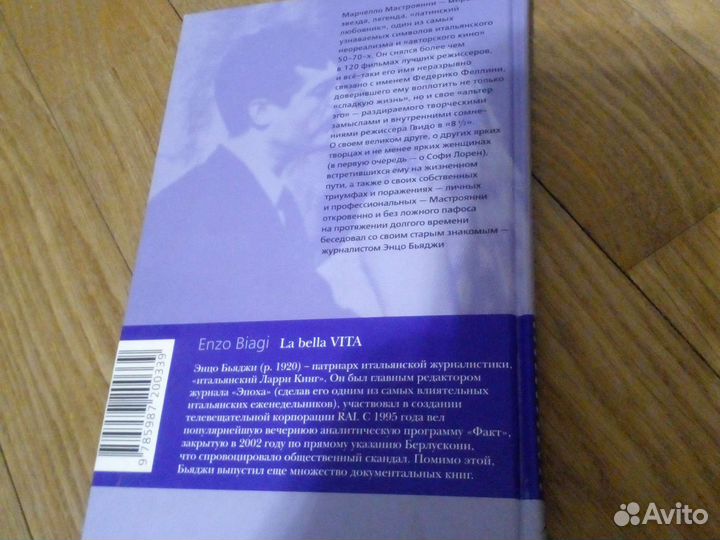 Марчелло Мастроянни —
звезда, легенда, «латинский
любовник», один из самых
узнаваемых символов итальянского
неореализма и «авторского кино»
50–70-х. Он снялся более чем
в 120 фильмах лучших режиссеров,
и всё-таки его имя неразрывно
связано с именем Федерико Феллини,
доверившего ему воплотить не только
«сладкую жизнь», но и свое «альтер
эго» — раздираемого творческими
замыслами и внутренними сомне-
ниями режиссера Гвидо в «8 ½».
О своем великом друге, о других ярких
творцах и не менее ярких женщинах
(в первую очередь — о Софи Лорен),
встретившихся ему на жизненном
пути, а также о своих собственных
триумфах и поражениях — личных
и профессиональных — Мастроянни
откровенно и без ложного пафоса
на протяжении долгого времени
беседовал со своим старым знакомым —
журналистом Энцо Бьяджи
Enzo Biagi La bella VITA
Энцо Бьяджи (р. 1920) – патриарх итальянской журналистики,
«итальянский Ларри Кинг». Он был главным редактором
журнала «Эпоха» (сделав его одним из самых влиятельных
итальянских еженедельников), участвовал в создании
телевещательной корпорации RAI. С 1995 года вел
популярнейшую вечернюю аналитическую программу «Факт»,
закрытую в 2002 году по прямому указанию Берлускони,
что спровоцировало общественный скандал. Помимо этой,
Бьяджи выпустил еще множество документальных книг.
9 785987 200339
Avito